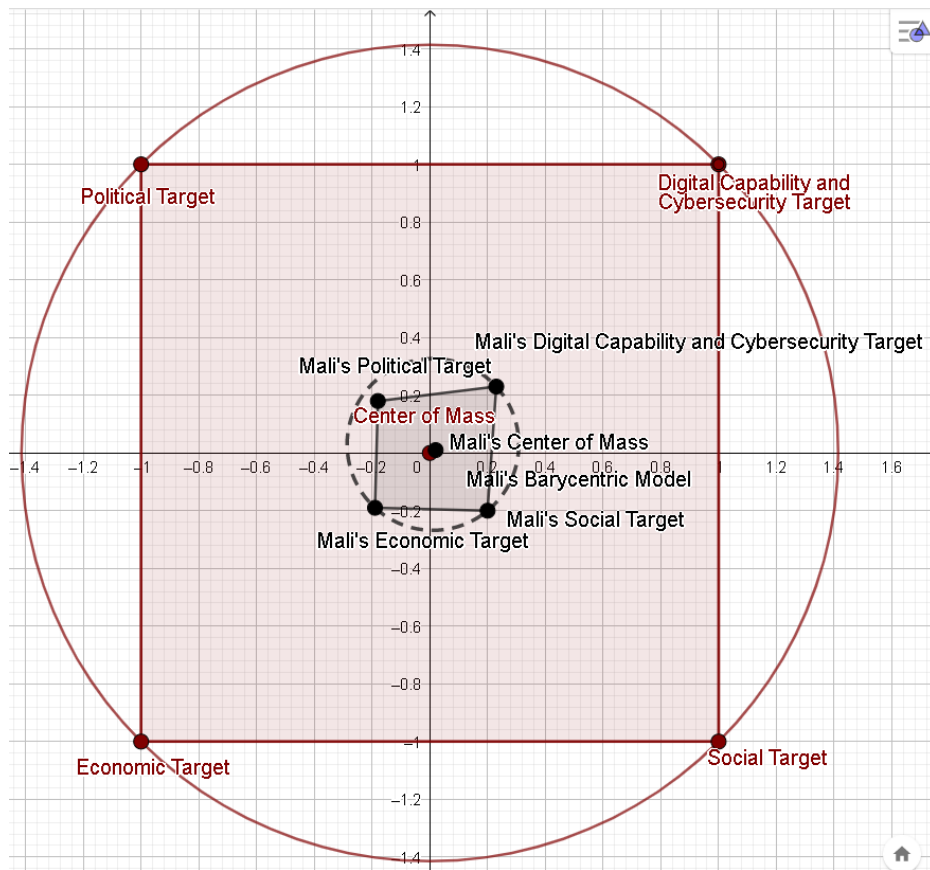 1.4
1.2
1
Political Target
Digital Capability and
Cybersecurity Target
0.8
0.6
0.4
Mali's Digital Capability and Cybersecurity Target
Mali's Political Target
0.2
Center of Mass
Mali's Center of Mass
1.4 −1.2 −1 −0.8 −0.6 −0.4 −0.2 0 0.2 0.4 0.6 0.8 1 1.2 1.4 1.6
Mali's Barycentric Model
−0.2
Mali's Social Target
Mali's Economic Target
−0.4
−0.6
−0.8
−1
Economic Target
Social Target
−1.2
−1.4